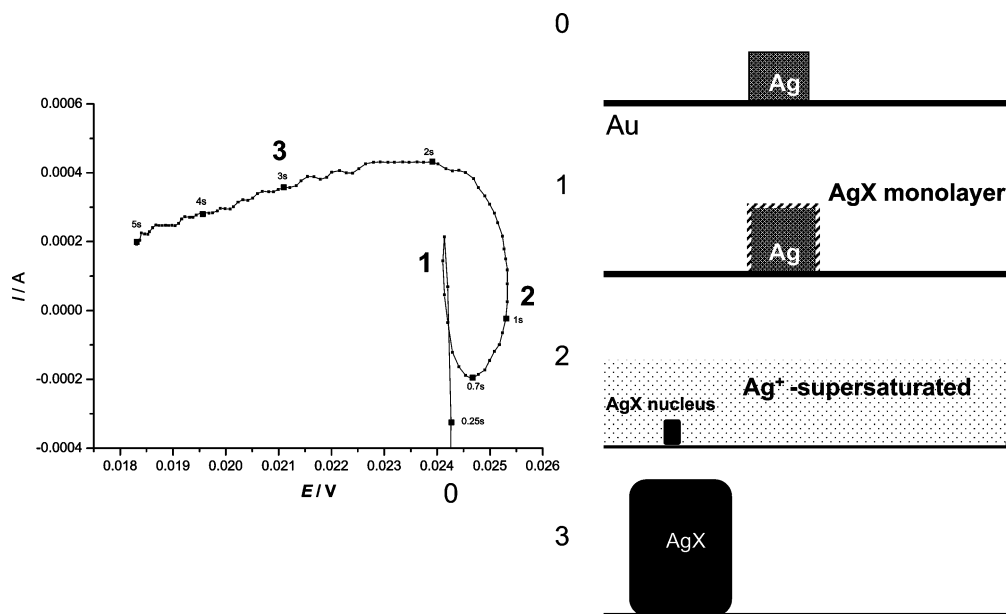 0.0006
0.0004
0.0002
0.0000
-0.0002
-0.0004
I / A
0.018
0.019
0.020
0.021
0.022
0.023
0.024
0.025
0.026
E / V
0
5s
4s
3s
2s
1s
0.7s
0.25s
3
1
2
0
Ag
Au
1
AgX monolayer
Ag
2
Ag⁺ -supersaturated
AgX nucleus
3
AgX